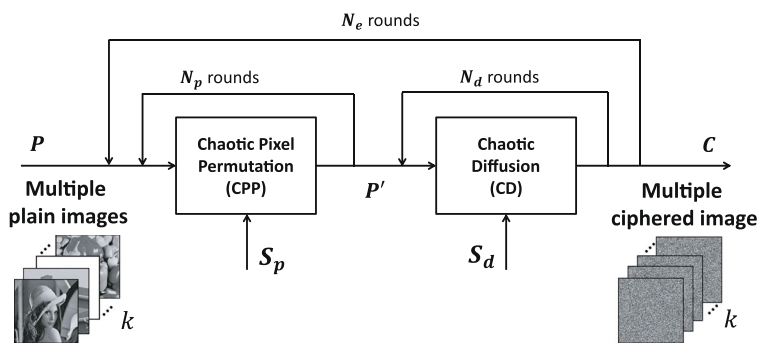 N_e rounds
N_p rounds
N_d rounds
P
Chaotic Pixel
Permutation
(CPP)
P'
Chaotic
Diffusion
(CD)
C
Multiple
plain images
S_p
S_d
Multiple
ciphered image
k
k